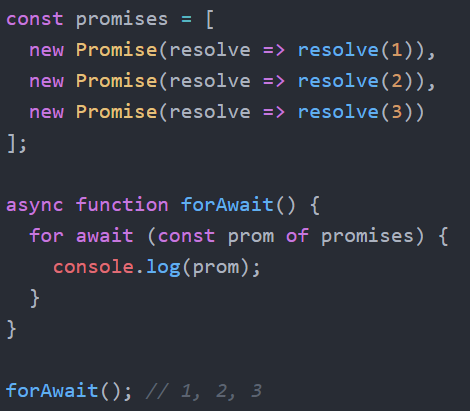 const promises = [
  new Promise(resolve => resolve(1)),
  new Promise(resolve => resolve(2)),
  new Promise(resolve => resolve(3))
];

async function forAwait() {
  for await (const prom of promises) {
    console.log(prom);
  }
}

forAwait(); // 1, 2, 3